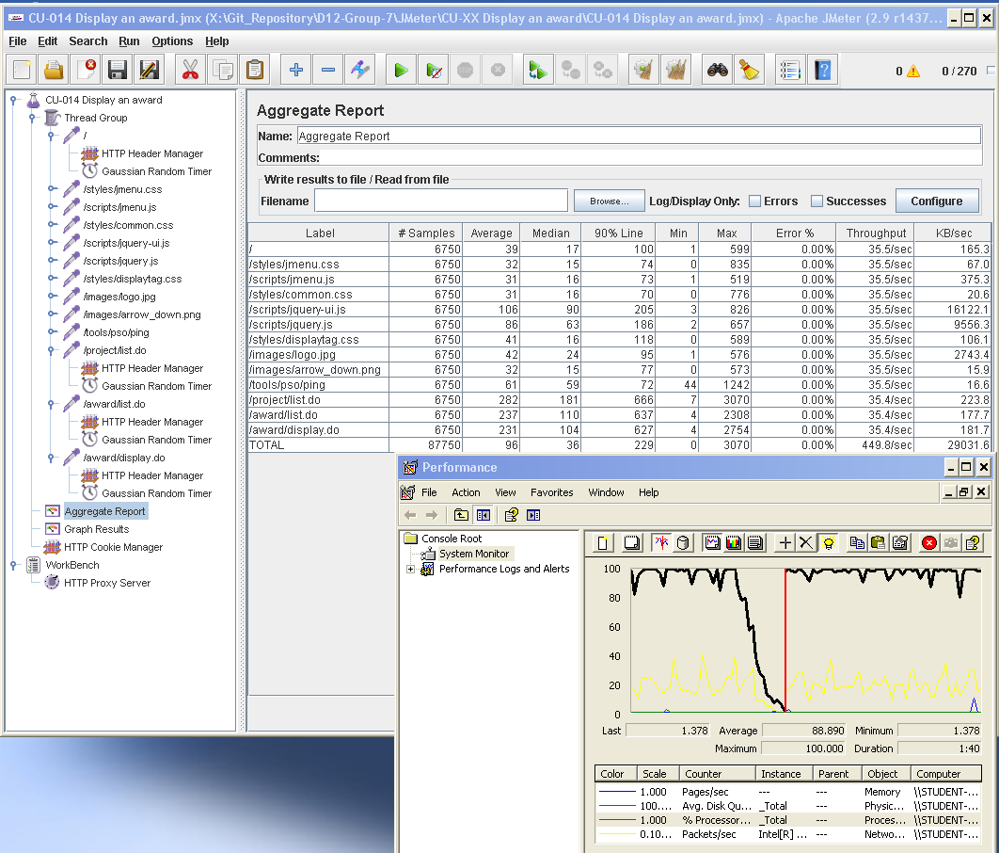 CU-014 Display an award.jmx (X:\Git_Repository\D12-Group-7\JMeter\CU-XX Display an award\CU-014 Display an award.jmx) - Apache JMeter (2.9 r1437...
File Edit Search Run Options Help
0 0 / 270
CU-014 Display an award
Thread Group
/
HTTP Header Manager
Gaussian Random Timer
/styles/jmenu.css
/scripts/jmenu.js
/styles/common.css
/scripts/jquery-ui.js
/scripts/jquery.js
/styles/displaytag.css
/images/logo.jpg
/images/arrow_down.png
/tools/pso/ping
/project/list.do
HTTP Header Manager
Gaussian Random Timer
/award/list.do
HTTP Header Manager
Gaussian Random Timer
/award/display.do
HTTP Header Manager
Gaussian Random Timer
Aggregate Report
Graph Results
HTTP Cookie Manager
WorkBench
HTTP Proxy Server
Aggregate Report
Name: Aggregate Report
Comments:
Write results to file / Read from file
Filename Browse... Log/Display Only: Errors Successes Configure
Label # Samples Average Median 90% Line Min Max Error % Throughput KB/sec
/ 6750 39 17 100 1 599 0.00% 35.5/sec 165.3
/styles/jmenu.css 6750 32 15 74 0 835 0.00% 35.5/sec 67.0
/scripts/jmenu.js 6750 31 16 73 1 519 0.00% 35.5/sec 375.3
/styles/common.css 6750 31 16 70 0 776 0.00% 35.5/sec 20.6
/scripts/jquery-ui.js 6750 106 90 205 3 826 0.00% 35.5/sec 16122.1
/scripts/jquery.js 6750 86 63 186 2 657 0.00% 35.5/sec 9556.3
/styles/displaytag.css 6750 41 16 118 0 589 0.00% 35.5/sec 106.1
/images/logo.jpg 6750 42 24 95 1 576 0.00% 35.5/sec 2743.4
/images/arrow_down.png 6750 32 15 77 0 573 0.00% 35.5/sec 15.9
/tools/pso/ping 6750 61 59 72 44 1242 0.00% 35.5/sec 16.6
/project/list.do 6750 282 181 666 7 3070 0.00% 35.4/sec 223.8
/award/list.do 6750 237 110 637 4 2308 0.00% 35.4/sec 177.7
/award/display.do 6750 231 104 627 4 2754 0.00% 35.4/sec 181.7
TOTAL 87750 96 36 229 0 3070 0.00% 449.8/sec 29031.6
Performance
File Action View Favorites Window Help
Console Root
System Monitor
Performance Logs and Alerts
100
80
60
40
20
0
Last 1.378 Average 88.890 Minimum 1.378
Maximum 100.000 Duration 1:40
Color Scale Counter Instance Parent Object Computer
1.000 Pages/sec --- --- Memory \\STUDENT-...
100.... Avg. Disk Qu... _Total --- Physic... \\STUDENT-...
1.000 % Processor... _Total --- Proces... \\STUDENT-...
0.10... Packets/sec Intel[R] ... --- Netwo... \\STUDENT-...